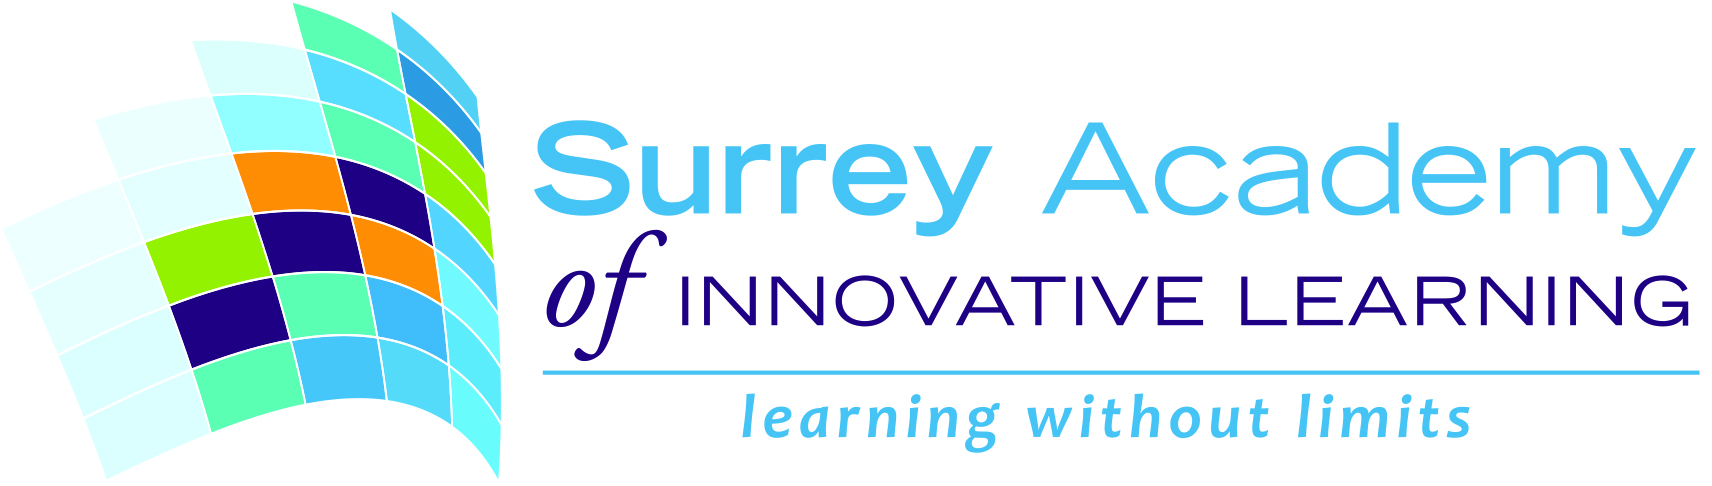 Surrey Academy
of INNOVATIVE LEARNING
learning without limits